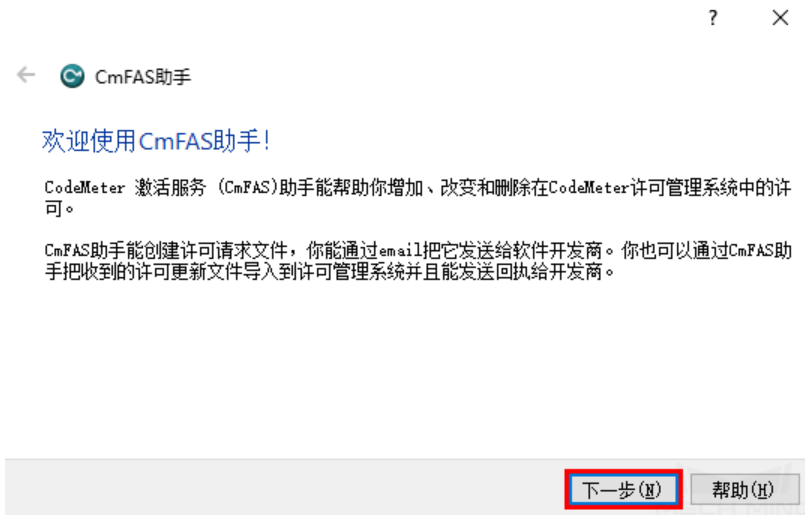 ?
CmFAS助手
欢迎使用CmFAS助手!
CodeMeter 激活服务 (CmFAS)助手能帮助你增加、改变和删除在CodeMeter许可管理系统中的许
可。
CmFAS助手能创建许可请求文件，你能通过email把它发送给软件开发商。你也可以通过CmFAS助
手把收到的许可更新文件导入到许可管理系统并且能发送回执给开发商。
下一步(N) 帮助(H)